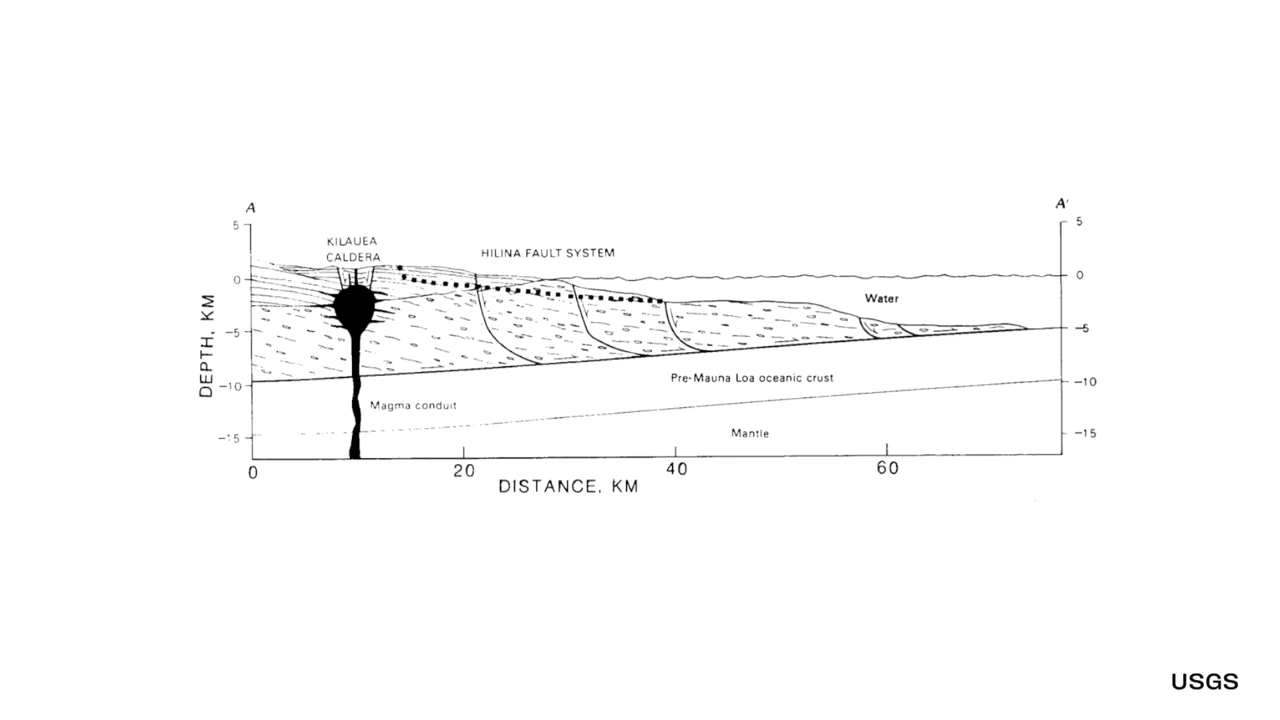 A
A'
5
5
KILAUEA
CALDERA
HILINA FAULT SYSTEM
0
0
Water
-5
-5
DEPTH, KM
Pre-Mauna Loa oceanic crust
-10
-10
Magma conduit
Mantle
-15
-15
0
20
40
60
DISTANCE, KM
USGS